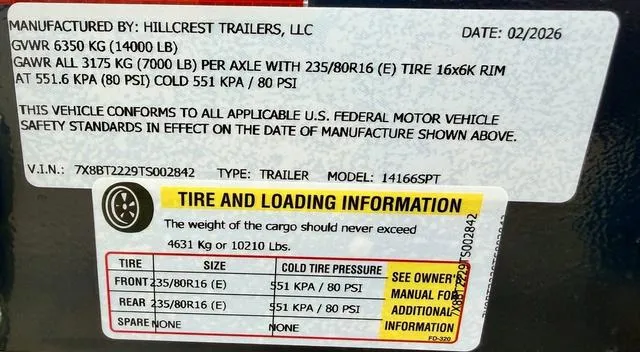 MANUFACTURED BY: HILLCREST TRAILERS, LLC DATE: 02/2026
GVWR 6350 KG (14000 LB)
GAWR ALL 3175 KG (7000 LB) PER AXLE WITH 235/80R16 (E) TIRE 16x6K RIM
AT 551.6 KPA (80 PSI) COLD 551 KPA / 80 PSI
THIS VEHICLE CONFORMS TO ALL APPLICABLE U.S. FEDERAL MOTOR VEHICLE
SAFETY STANDARDS IN EFFECT ON THE DATE OF MANUFACTURE SHOWN ABOVE.
V.I.N.: 7X8BT2229TS002842 TYPE: TRAILER MODEL: 14166SPT
TIRE AND LOADING INFORMATION
The weight of the cargo should never exceed
4631 Kg or 10210 Lbs.
TIRE SIZE COLD TIRE PRESSURE
FRONT 235/80R16 (E) 551 KPA / 80 PSI
REAR 235/80R16 (E) 551 KPA / 80 PSI
SPARE NONE NONE
SEE OWNER'S
MANUAL FOR
ADDITIONAL
INFORMATION
FD-320
7X8BT2229TS002842